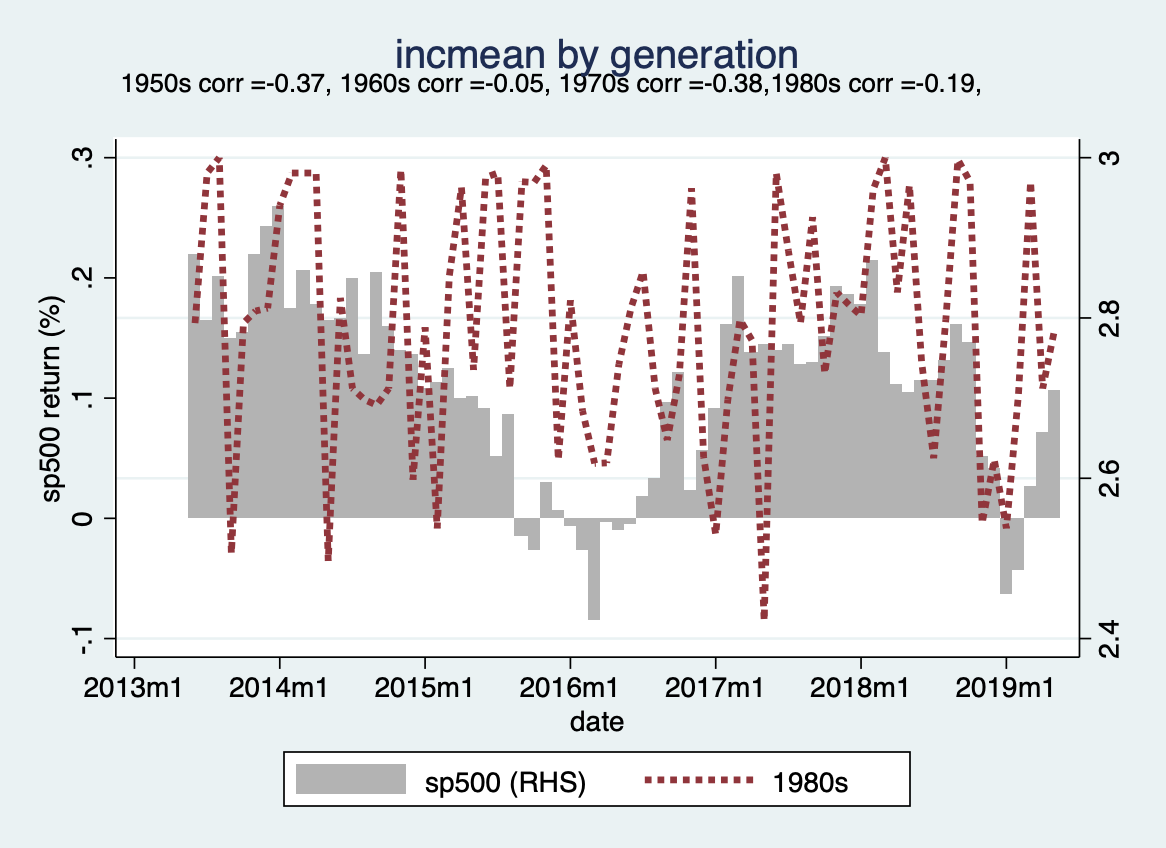 incmean by generation
1950s corr =-0.37, 1960s corr =-0.05, 1970s corr =-0.38,1980s corr =-0.19,
sp500 return (%)
.3
.2
.1
0
-.1
3
2.8
2.6
2.4
2013m1 2014m1 2015m1 2016m1 2017m1 2018m1 2019m1
date
sp500 (RHS) 1980s